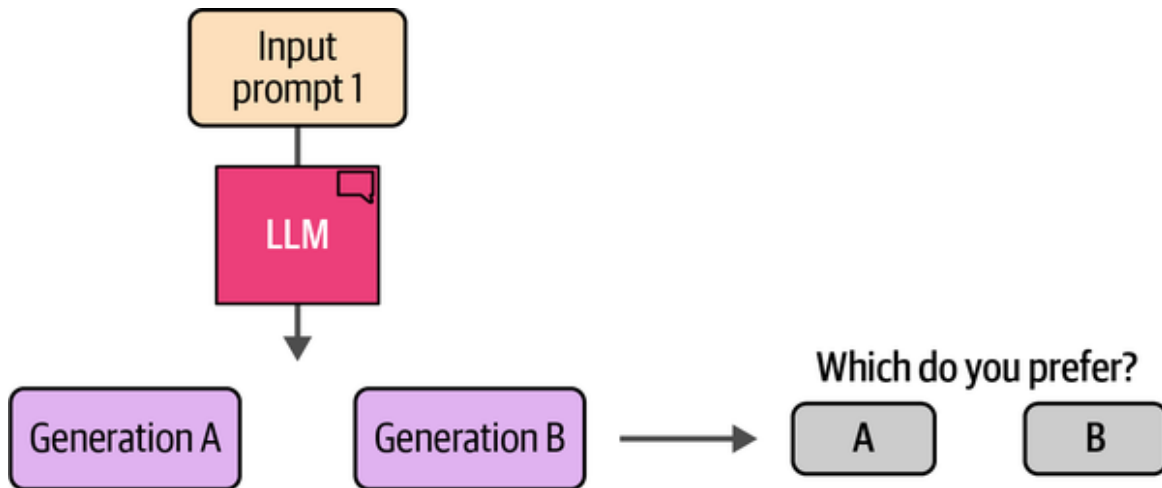 Input
prompt 1
LLM
Generation A
Generation B
Which do you prefer?
A
B